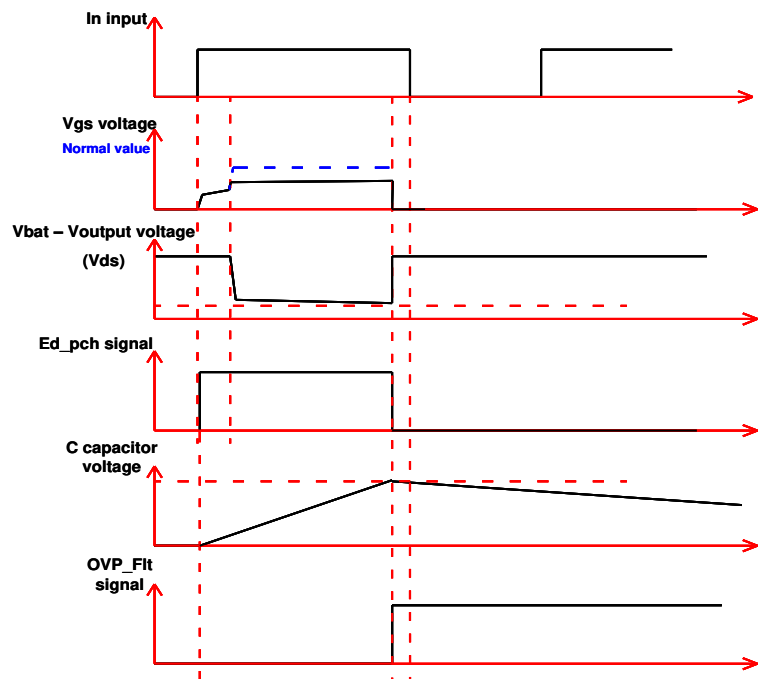 In input
Vgs voltage
Normal value
Vbat – Voutput voltage
(Vds)
Ed_pch signal
C capacitor
voltage
OVP_Flt
signal